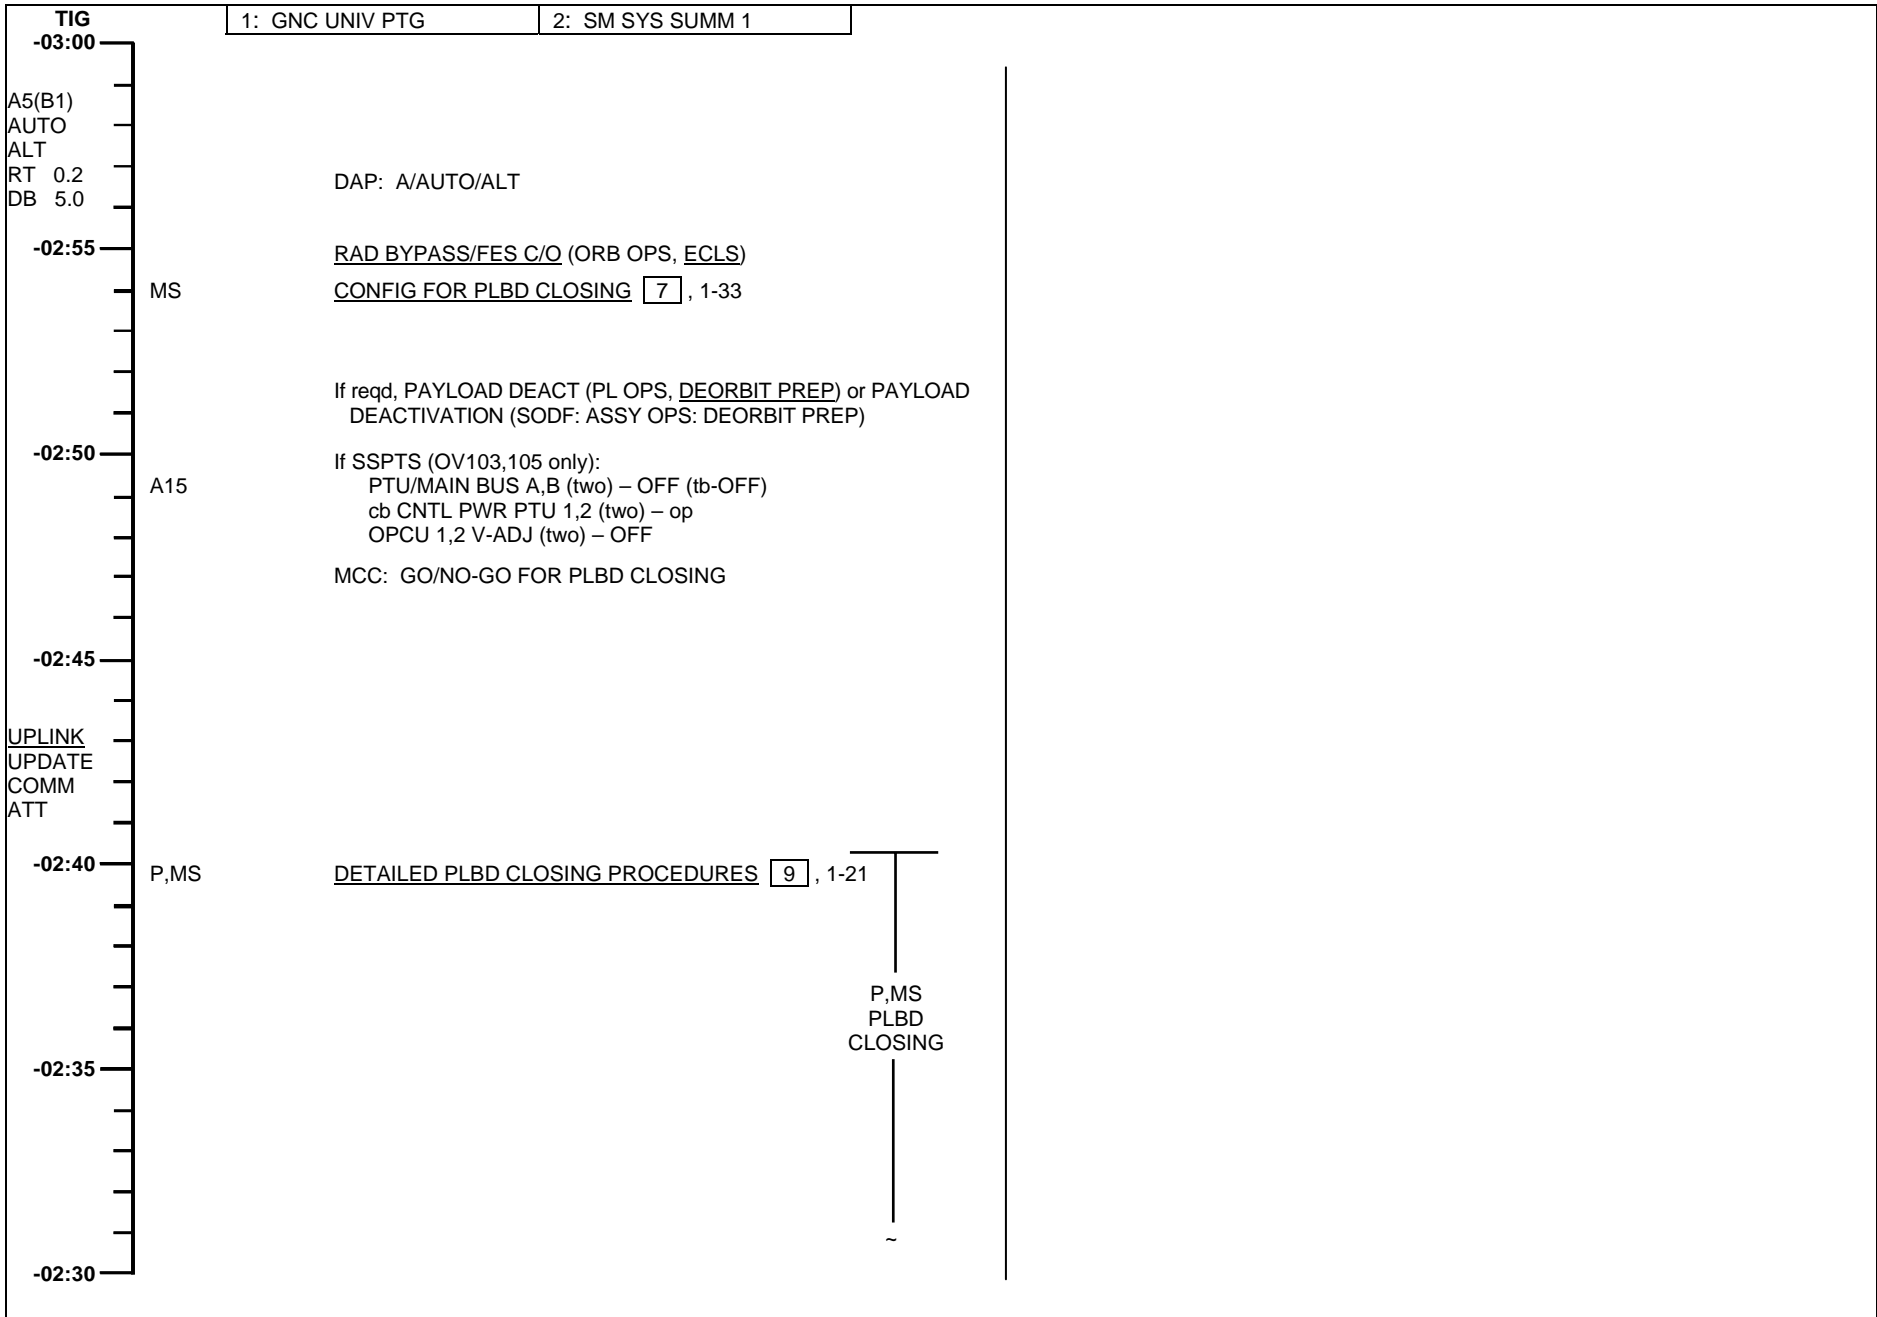 TIG
1: GNC UNIV PTG
2: SM SYS SUMM 1
-03:00
A5(B1)
AUTO
ALT
RT 0.2
DB 5.0
DAP: A/AUTO/ALT
-02:55
RAD BYPASS/FES C/O (ORB OPS, ECLS)
MS
CONFIG FOR PLBD CLOSING 7 , 1-33
If reqd, PAYLOAD DEACT (PL OPS, DEORBIT PREP) or PAYLOAD
DEACTIVATION (SODF: ASSY OPS: DEORBIT PREP)
-02:50
If SSPTS (OV103,105 only):
A15
PTU/MAIN BUS A,B (two) – OFF (tb-OFF)
cb CNTL PWR PTU 1,2 (two) – op
OPCU 1,2 V-ADJ (two) – OFF
MCC: GO/NO-GO FOR PLBD CLOSING
-02:45
UPLINK
UPDATE
COMM
ATT
-02:40
P,MS
DETAILED PLBD CLOSING PROCEDURES 9 , 1-21
P,MS
PLBD
CLOSING
-02:35
~
-02:30